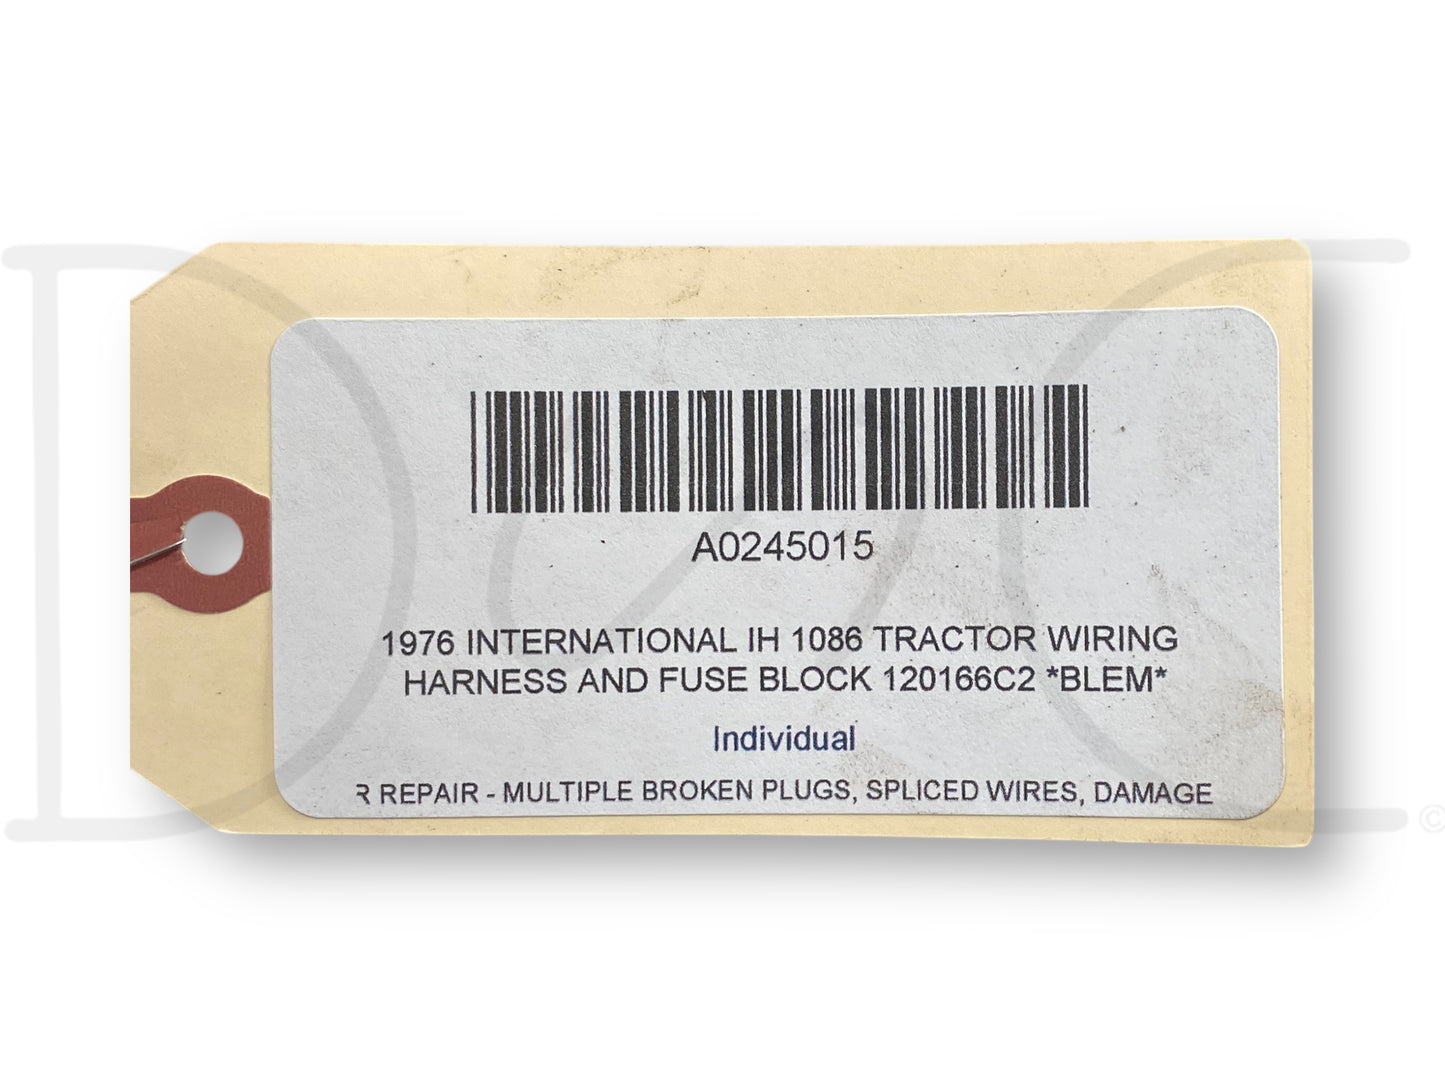 A0245015
1976 INTERNATIONAL IH 1086 TRACTOR WIRING
HARNESS AND FUSE BLOCK 120166C2 *BLEM*
Individual
R REPAIR - MULTIPLE BROKEN PLUGS, SPLICED WIRES, DAMAGE
©